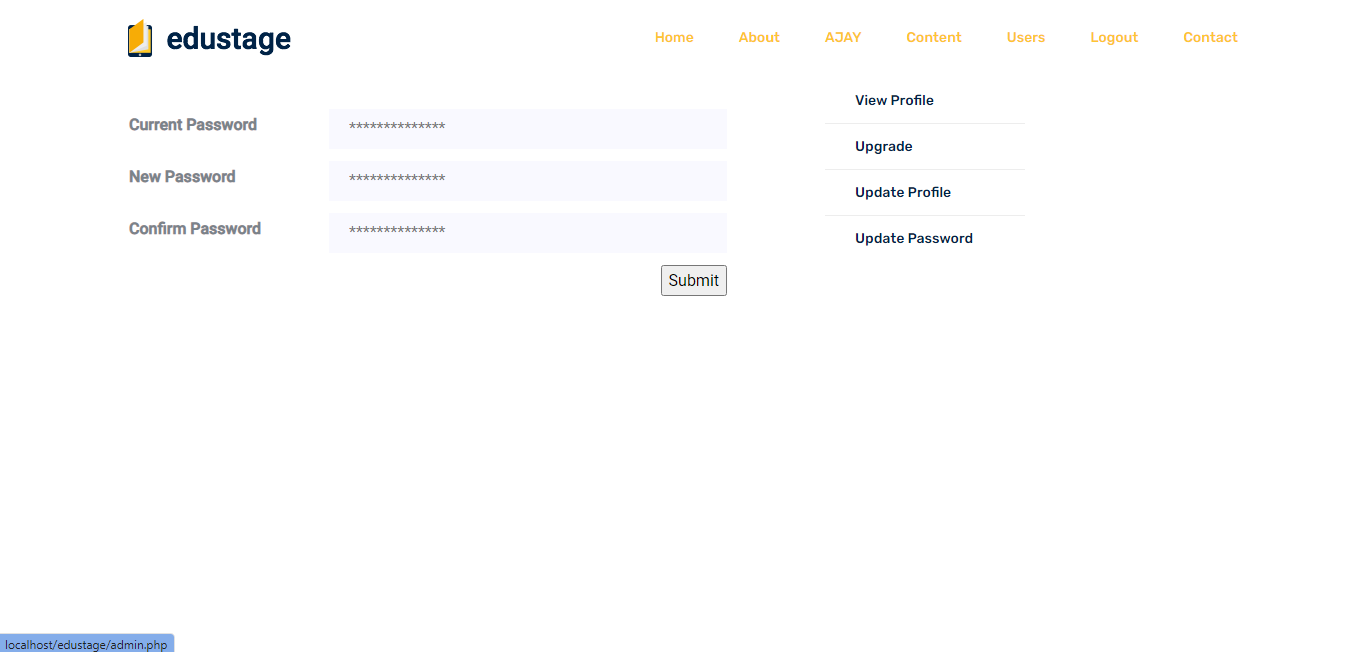 edustage
Home About AJAY Content Users Logout Contact
View Profile
Current Password **************
Upgrade
New Password **************
Update Profile
Confirm Password **************
Update Password
Submit
localhost/edustage/admin.php